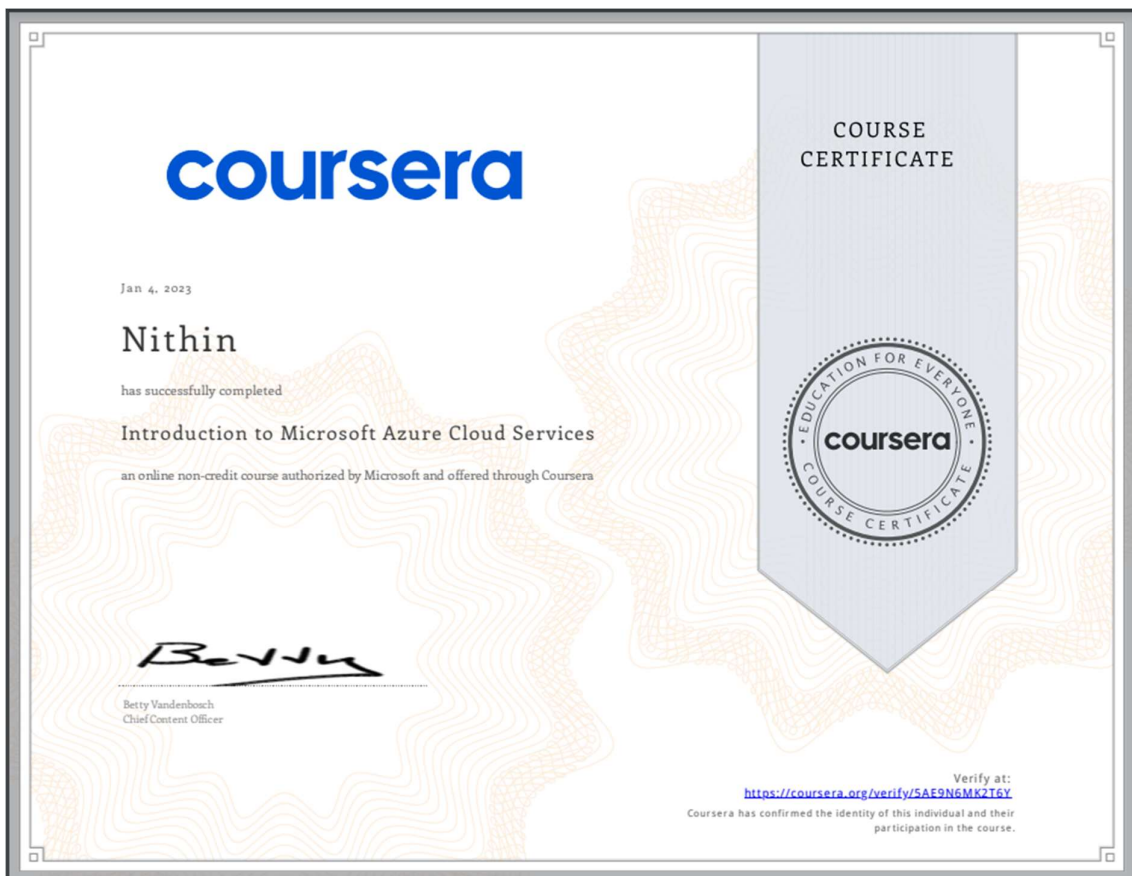 coursera
COURSE
CERTIFICATE
Jan 4, 2023
Nithin
has successfully completed
Introduction to Microsoft Azure Cloud Services
an online non-credit course authorized by Microsoft and offered through Coursera
EDUCATION FOR EVERYONE
coursera
COURSE CERTIFICATE
Betty
Betty Vandenbosch
Chief Content Officer
Verify at:
https://coursera.org/verify/5AE9N6MK2T6Y
Coursera has confirmed the identity of this individual and their
participation in the course.